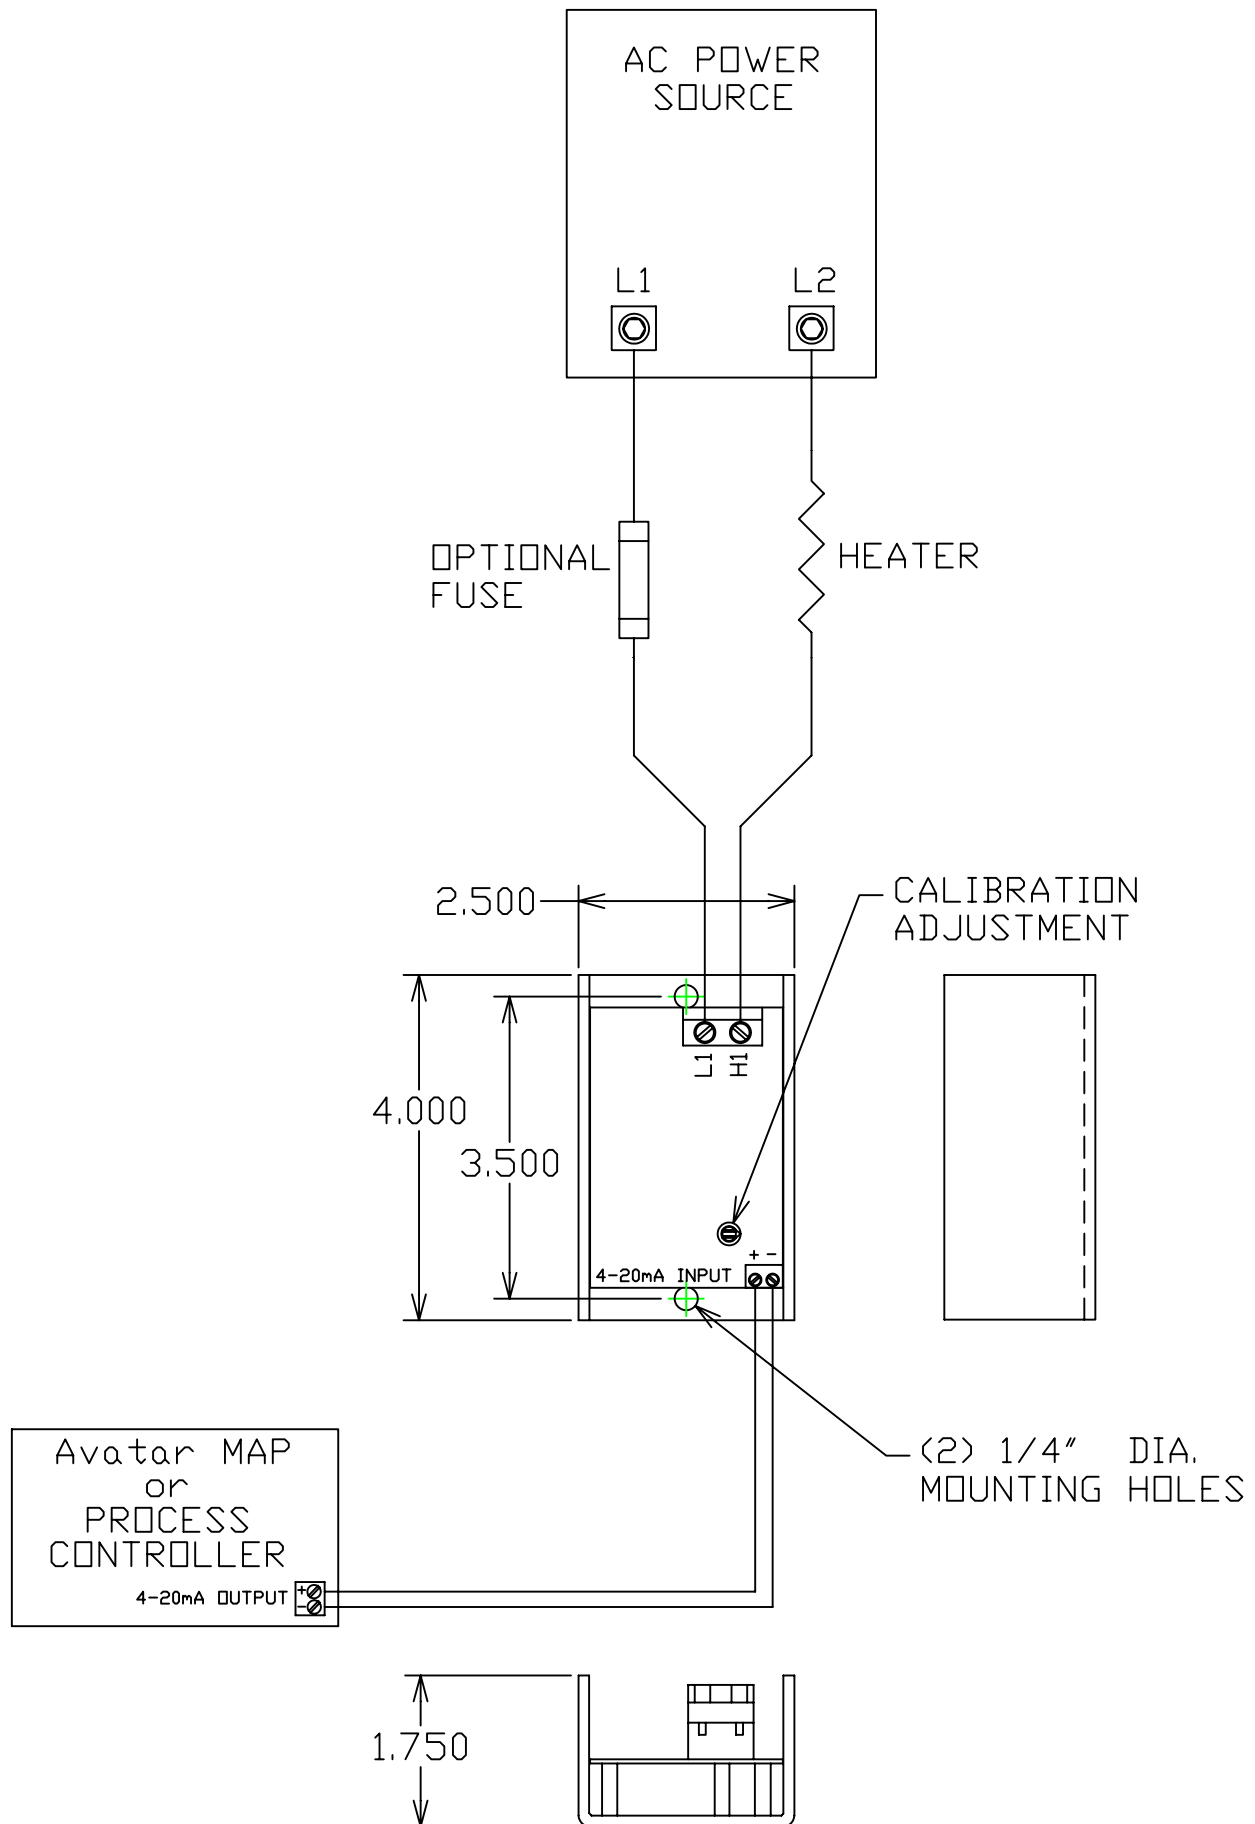 AC POWER
SOURCE
L1
L2
OPTIONAL
FUSE
HEATER
2.500
CALIBRATION
ADJUSTMENT
L1
H1
4.000
3.500
+ -
4-20mA INPUT
(2) 1/4" DIA.
MOUNTING HOLES
Avatar MAP
or
PROCESS
CONTROLLER
4-20mA OUTPUT
+
-
1.750